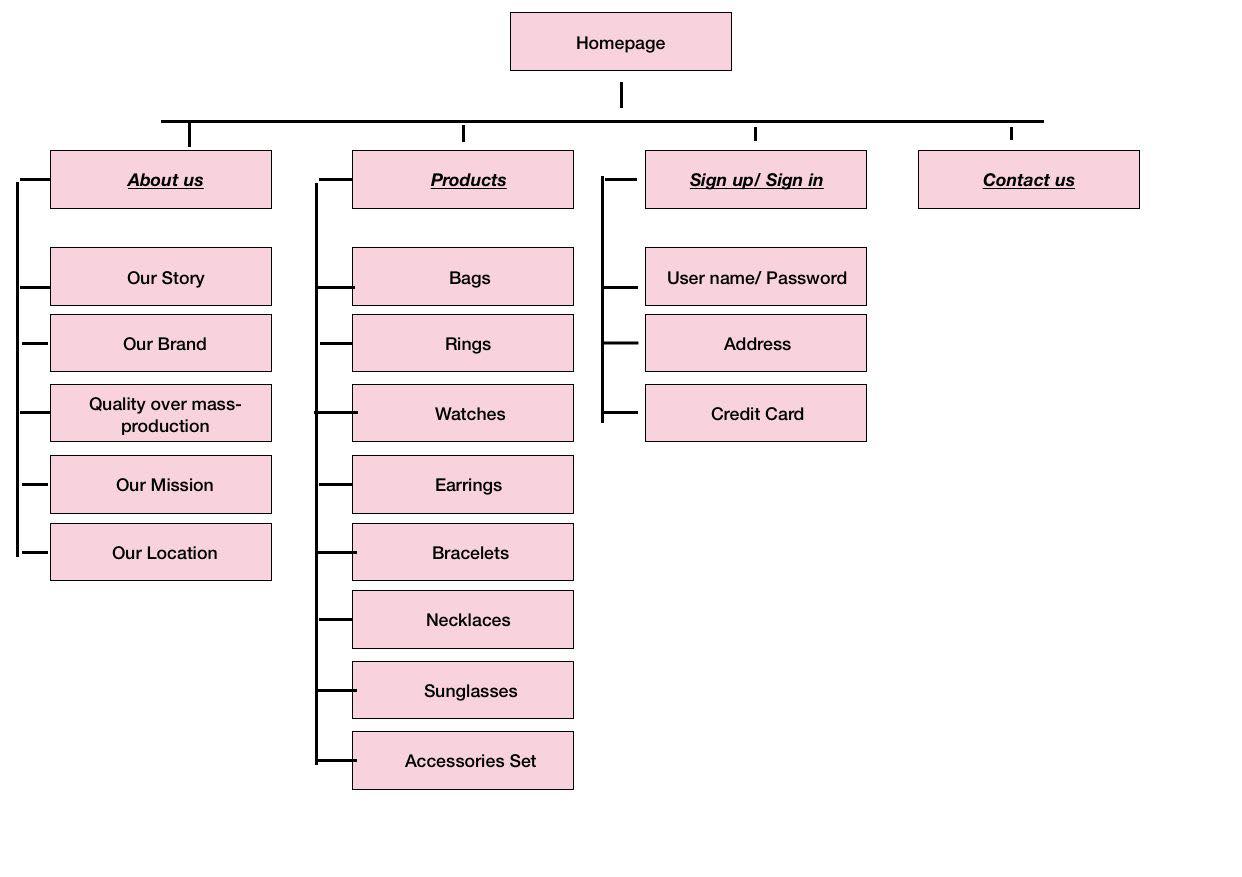 Homepage
About us
Our Story
Our Brand
Quality over mass-
production
Our Mission
Our Location
Products
Bags
Rings
Watches
Earrings
Bracelets
Necklaces
Sunglasses
Accessories Set
Sign up/ Sign in
User name/ Password
Address
Credit Card
Contact us